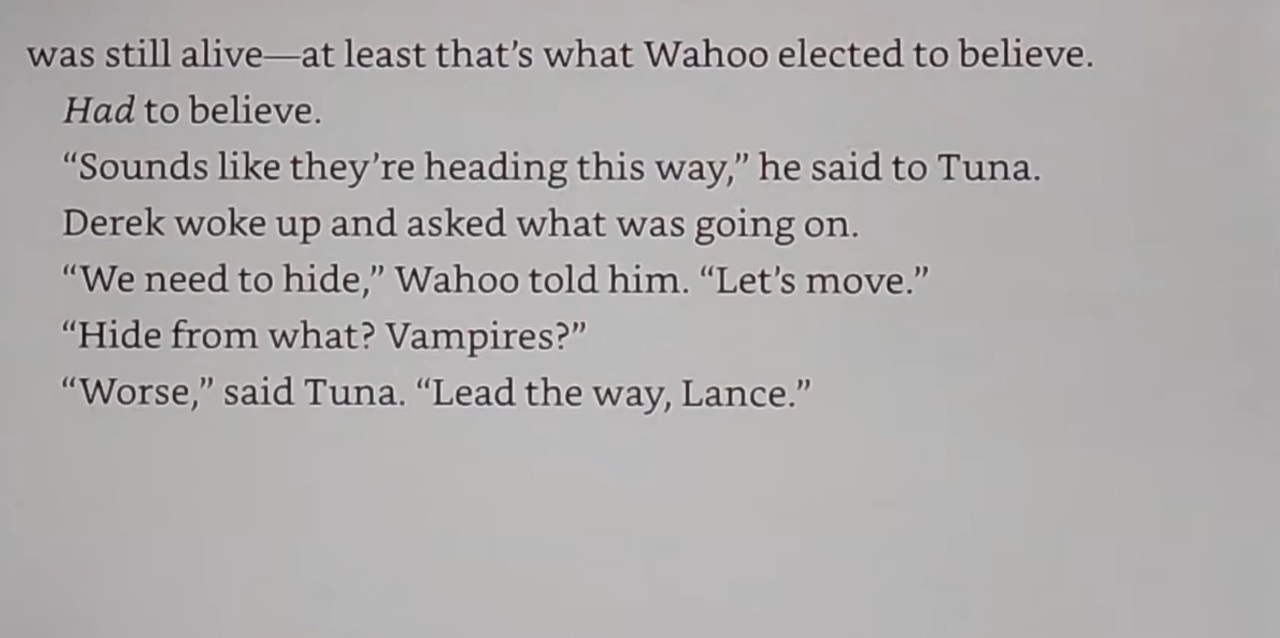 was still alive—at least that’s what Wahoo elected to believe.
Had to believe.
“Sounds like they’re heading this way,” he said to Tuna.
Derek woke up and asked what was going on.
“We need to hide,” Wahoo told him. “Let’s move.”
“Hide from what? Vampires?”
“Worse,” said Tuna. “Lead the way, Lance.”